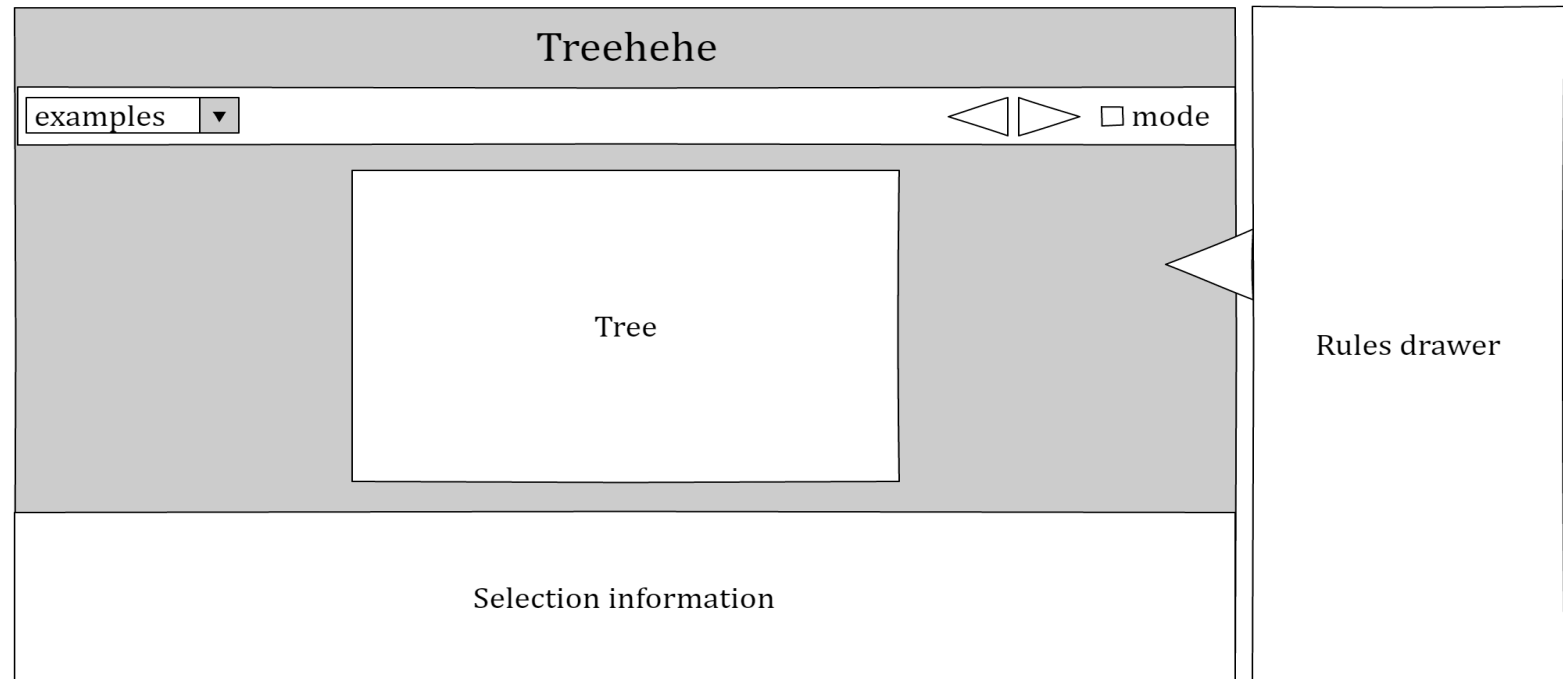 Treehehe
examples
mode
Tree
Rules drawer
Selection information